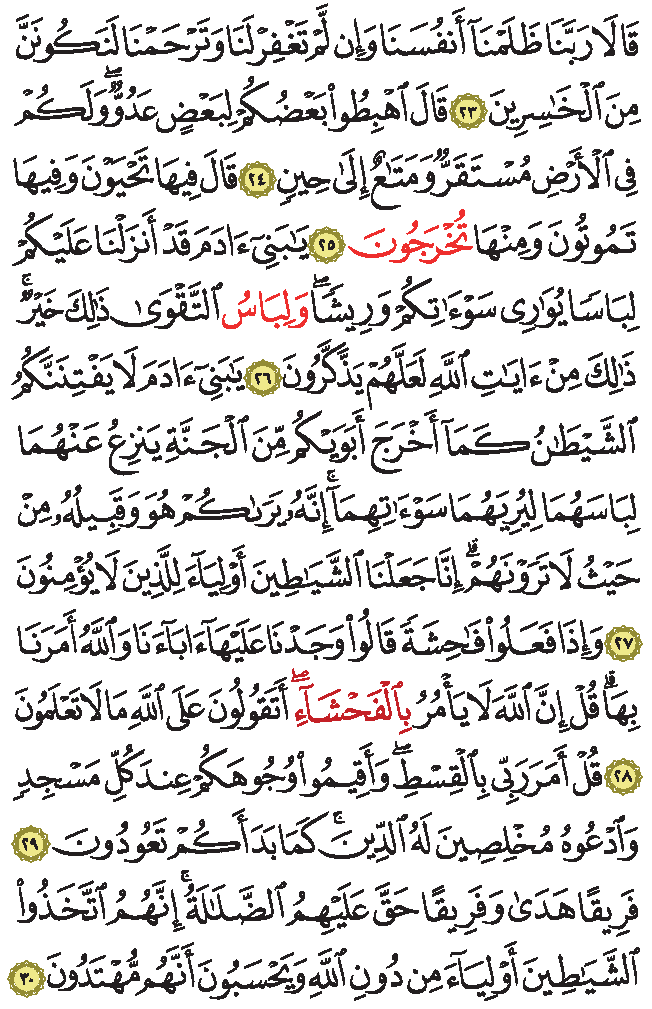 قَالَا رَبَّنَا ظَلَمْنَآ أَنفُسَنَا وَإِن لَّمْ تَغْفِرْ لَنَا وَتَرْحَمْنَا لَنَكُونَنَّ
مِنَ ٱلْخَٰسِرِينَ ٢٣ قَالَ ٱهْبِطُوا۟ بَعْضُكُمْ لِبَعْضٍ عَدُوٌّۖ وَلَكُمْ
فِى ٱلْأَرْضِ مُسْتَقَرٌّ وَمَتَٰعٌ إِلَىٰ حِينٍ ٢٤ قَالَ فِيهَا تَحْيَوْنَ وَفِيهَا
تَمُوتُونَ وَمِنْهَا تُخْرَجُونَ ٢٥ يَٰبَنِىٓ ءَادَمَ قَدْ أَنزَلْنَا عَلَيْكُمْ
لِبَاسًا يُوَٰرِى سَوْءَٰتِكُمْ وَرِيشًاۖ وَلِبَاسُ ٱلتَّقْوَىٰ ذَٰلِكَ خَيْرٌۚ
ذَٰلِكَ مِنْ ءَايَٰتِ ٱللَّهِ لَعَلَّهُمْ يَذَّكَّرُونَ ٢٦ يَٰبَنِىٓ ءَادَمَ لَا يَفْتِنَنَّكُمُ
ٱلشَّيْطَٰنُ كَمَآ أَخْرَجَ أَبَوَيْكُم مِّنَ ٱلْجَنَّةِ يَنزِعُ عَنْهُمَا
لِبَاسَهُمَا لِيُرِيَهُمَا سَوْءَٰتِهِمَآۚ إِنَّهُۥ يَرَىٰكُمْ هُوَ وَقَبِيلُهُۥ مِنْ
حَيْثُ لَا تَرَوْنَهُمْۗ إِنَّا جَعَلْنَا ٱلشَّيَٰطِينَ أَوْلِيَآءَ لِلَّذِينَ لَا يُؤْمِنُونَ
٢٧ وَإِذَا فَعَلُوا۟ فَٰحِشَةً قَالُوا۟ وَجَدْنَا عَلَيْهَآ ءَابَآءَنَا وَٱللَّهُ أَمَرَنَا
بِهَاۗ قُلْ إِنَّ ٱللَّهَ لَا يَأْمُرُ بِٱلْفَحْشَآءِۖ أَتَقُولُونَ عَلَى ٱللَّهِ مَا لَا تَعْلَمُونَ
٢٨ قُلْ أَمَرَ رَبِّى بِٱلْقِسْطِۖ وَأَقِيمُوا۟ وُجُوهَكُمْ عِندَ كُلِّ مَسْجِدٍ
وَٱدْعُوهُ مُخْلِصِينَ لَهُ ٱلدِّينَۚ كَمَا بَدَأَكُمْ تَعُودُونَ ٢٩
فَرِيقًا هَدَىٰ وَفَرِيقًا حَقَّ عَلَيْهِمُ ٱلضَّلَٰلَةُۚ إِنَّهُمُ ٱتَّخَذُوا۟
ٱلشَّيَٰطِينَ أَوْلِيَآءَ مِن دُونِ ٱللَّهِ وَيَحْسَبُونَ أَنَّهُم مُّهْتَدُونَ ٣٠